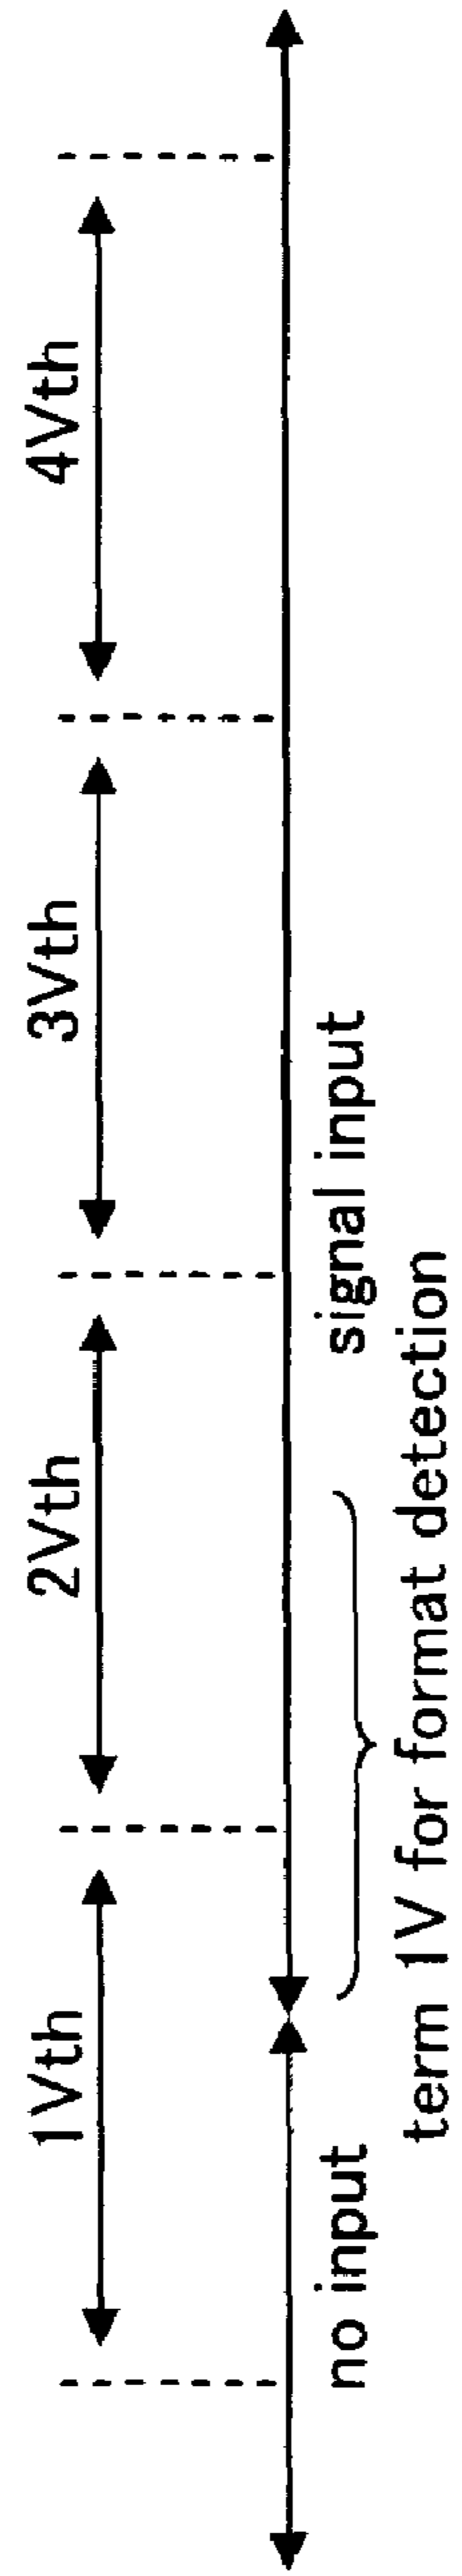 1Vth
2Vth
3Vth
4Vth
no input
signal input
term 1V for format detection